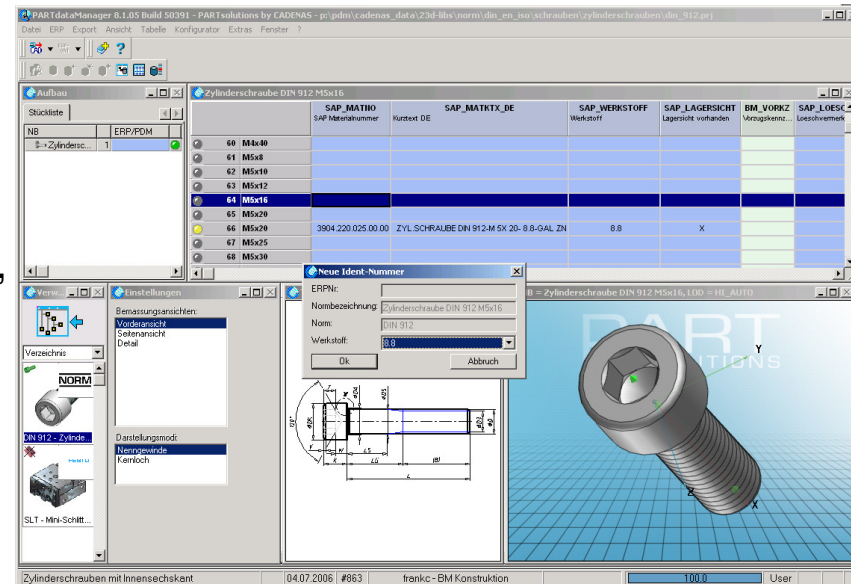 PARTdataManager 8.1.05 Build 50391 - PARTsolutions by CADENAS - p:\pdm\cadenas_data\23d-libs\norm\din_en_iso\schrauben\zylinderschrauben\din_912.prj
Datei ERP Export Ansicht Tabelle Konfigurator Extras Fenster ?
Aufbau
Stückliste
NB ERP/PDM
Zylindersc... 1
Zylinderschraube DIN 912 M5x16
SAP_MATNO SAP_MATKTX_DE SAP_WERKSTOFF SAP_LAGERSICHT BM_VORKZ SAP_LOESC
SAP Materialnummer Kurztext DE Werkstoff Lagersicht vorhanden Vorzugskennz... Loeschvermerk
60 M4x40
61 M5x8
62 M5x10
63 M5x12
64 M5x16
65 M5x20
66 M5x20 3904.220.025.00.00 ZYL.SCHRAUBE DIN 912-M 5X 20- 8.8-GAL ZN 8.8 X
67 M5x25
68 M5x30
Verw...
Verzeichnis
NORM
DIN 912 - Zylinde...
SLT - Mini-Schlitt...
Einstellungen
Bemassungsansichten:
Vorderansicht
Seitenansicht
Detail
Darstellungsmodi:
Nenngewinde
Kernloch
Neue Ident-Nummer
ERPNr.:
Normbezeichnung: Zylinderschraube DIN 912 M5x16
Norm: DIN 912
Werkstoff: 8.8
Ok Abbruch
B = Zylinderschraube DIN 912 M5x16, LOD = HI_AUTO
PART
Y
Z
X
LS
LG (B)
L
Zylinderschrauben mit Innensechskant 04.07.2006 #863 frankc - BM Konstruktion 100.0 User